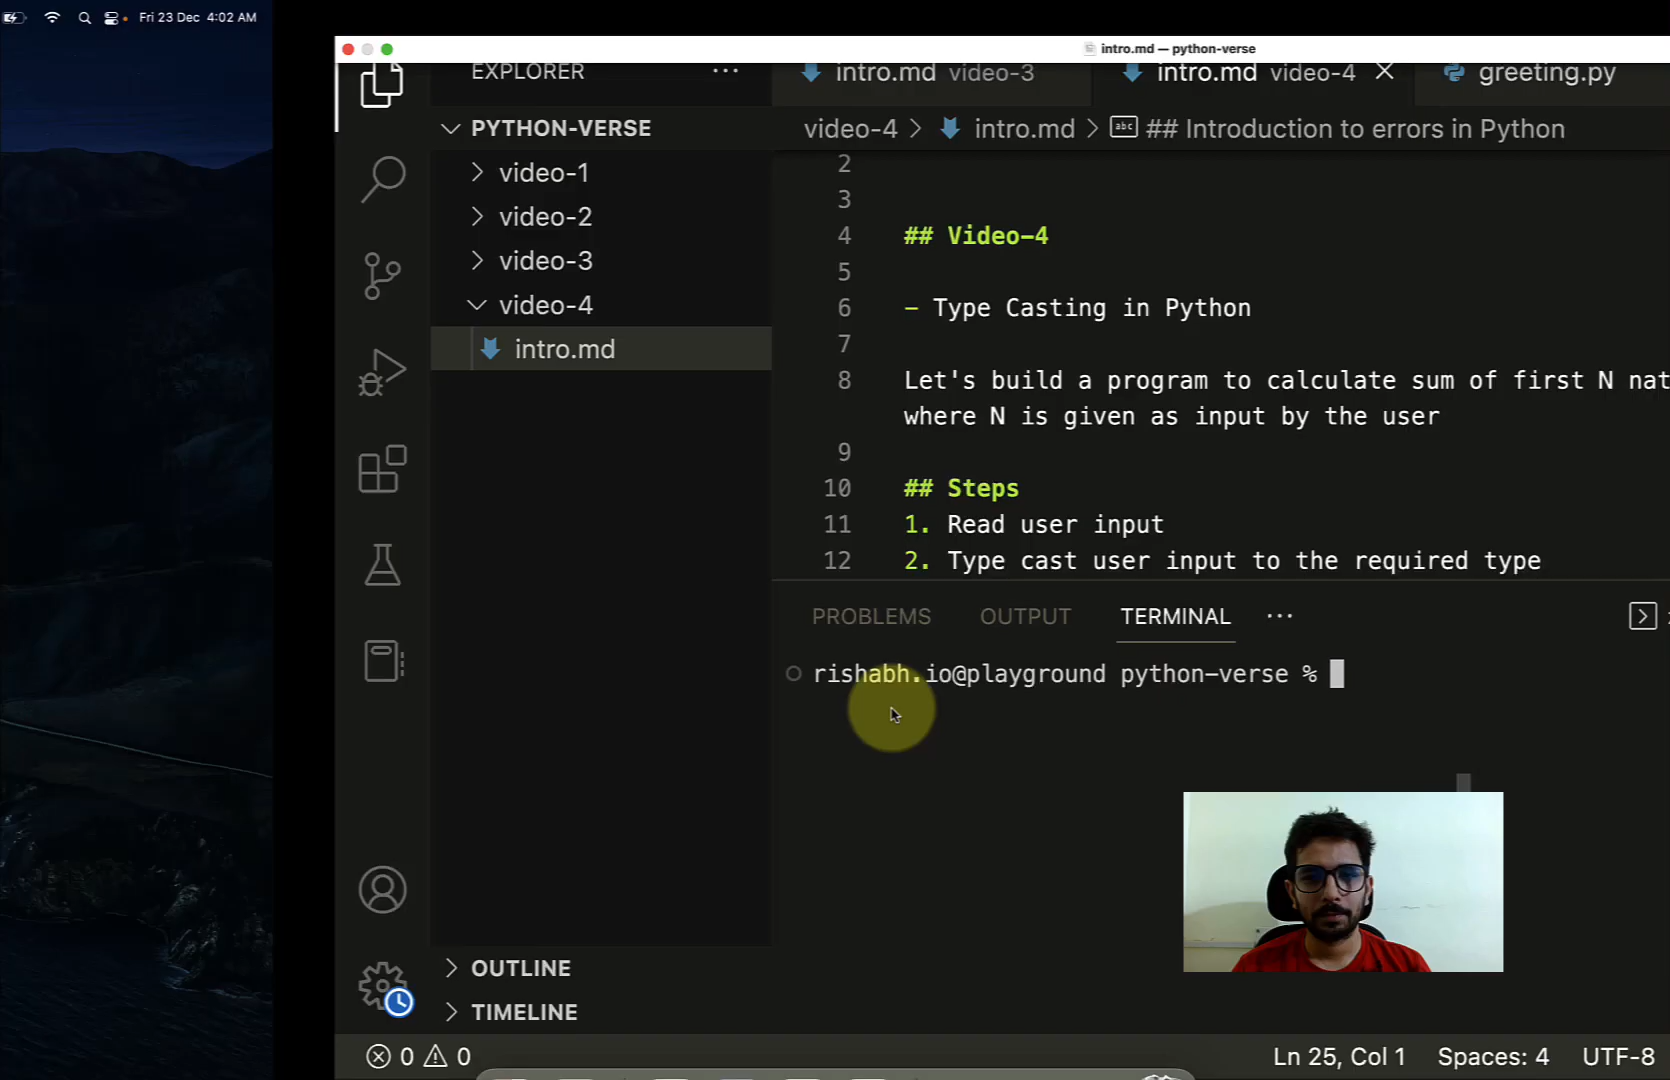 Fri 23 Dec 4:02 AM
intro.md — python-verse
EXPLORER
intro.md video-3
intro.md video-4
greeting.py
PYTHON-VERSE
video-4 > intro.md > abc ## Introduction to errors in Python
video-1
video-2
video-3
video-4
intro.md
2
3
4 ## Video-4
5
6 - Type Casting in Python
7
8 Let's build a program to calculate sum of first N nat
where N is given as input by the user
9
10 ## Steps
11 1. Read user input
12 2. Type cast user input to the required type
PROBLEMS OUTPUT TERMINAL ...
rishabh.io@playground python-verse %
OUTLINE
TIMELINE
0 0
Ln 25, Col 1 Spaces: 4 UTF-8